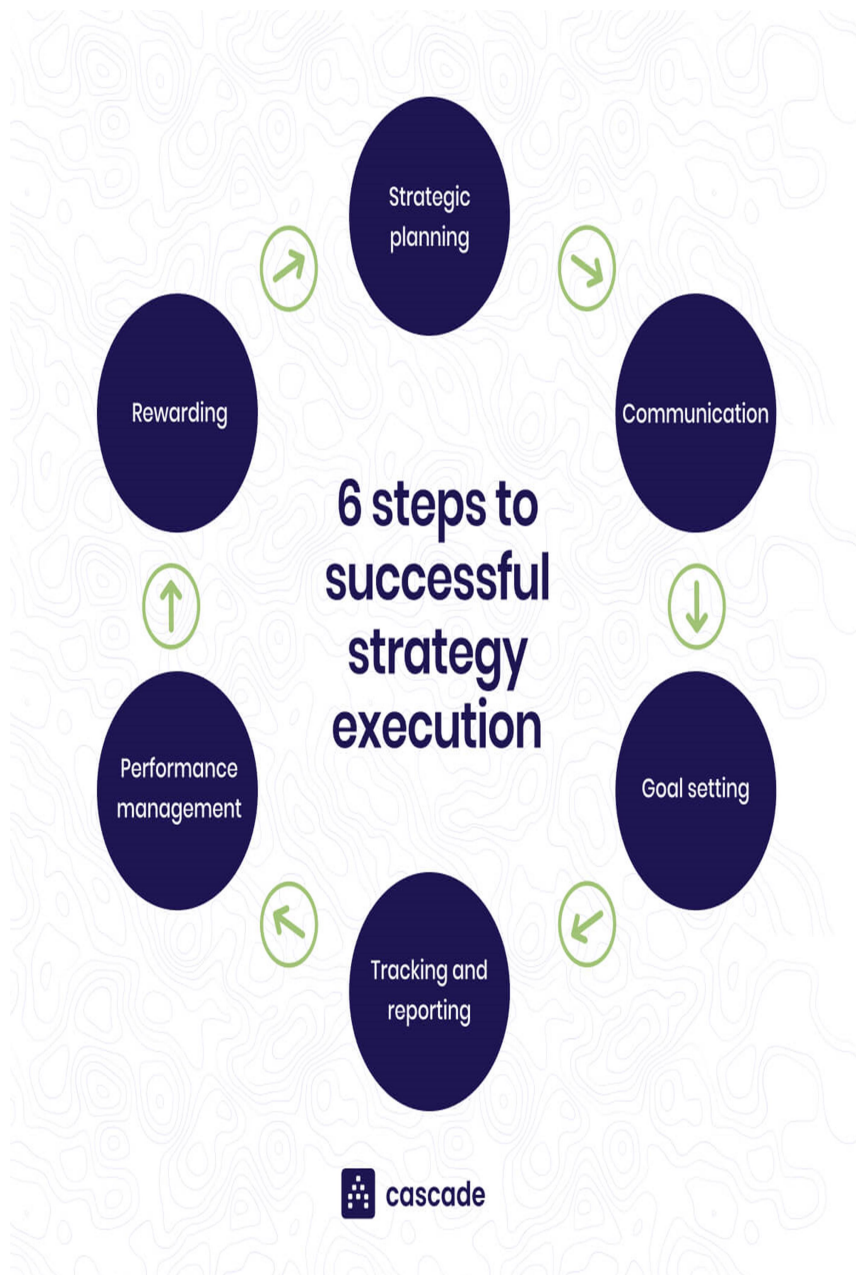 Strategic
planning
Communication
Goal setting
Tracking and
reporting
Performance
management
Rewarding
6 steps to
successful
strategy
execution
cascade